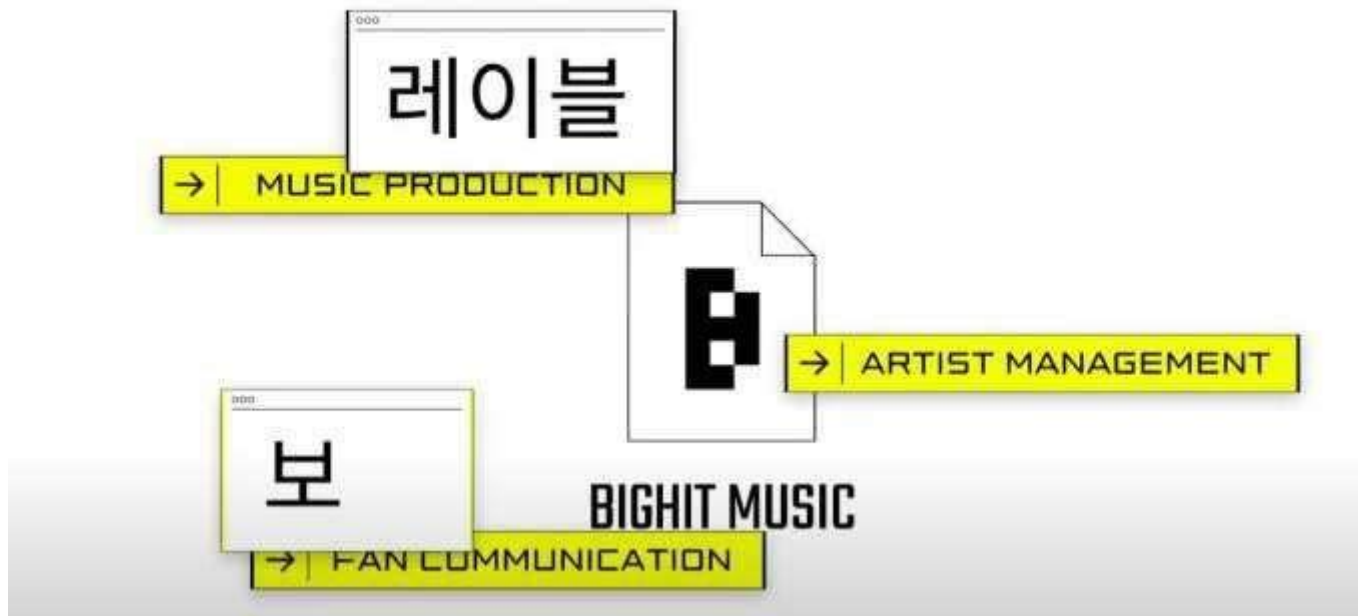 레이블
→ MUSIC PRODUCTION
B
→ ARTIST MANAGEMENT
보
BIGHIT MUSIC
→ FAN COMMUNICATION